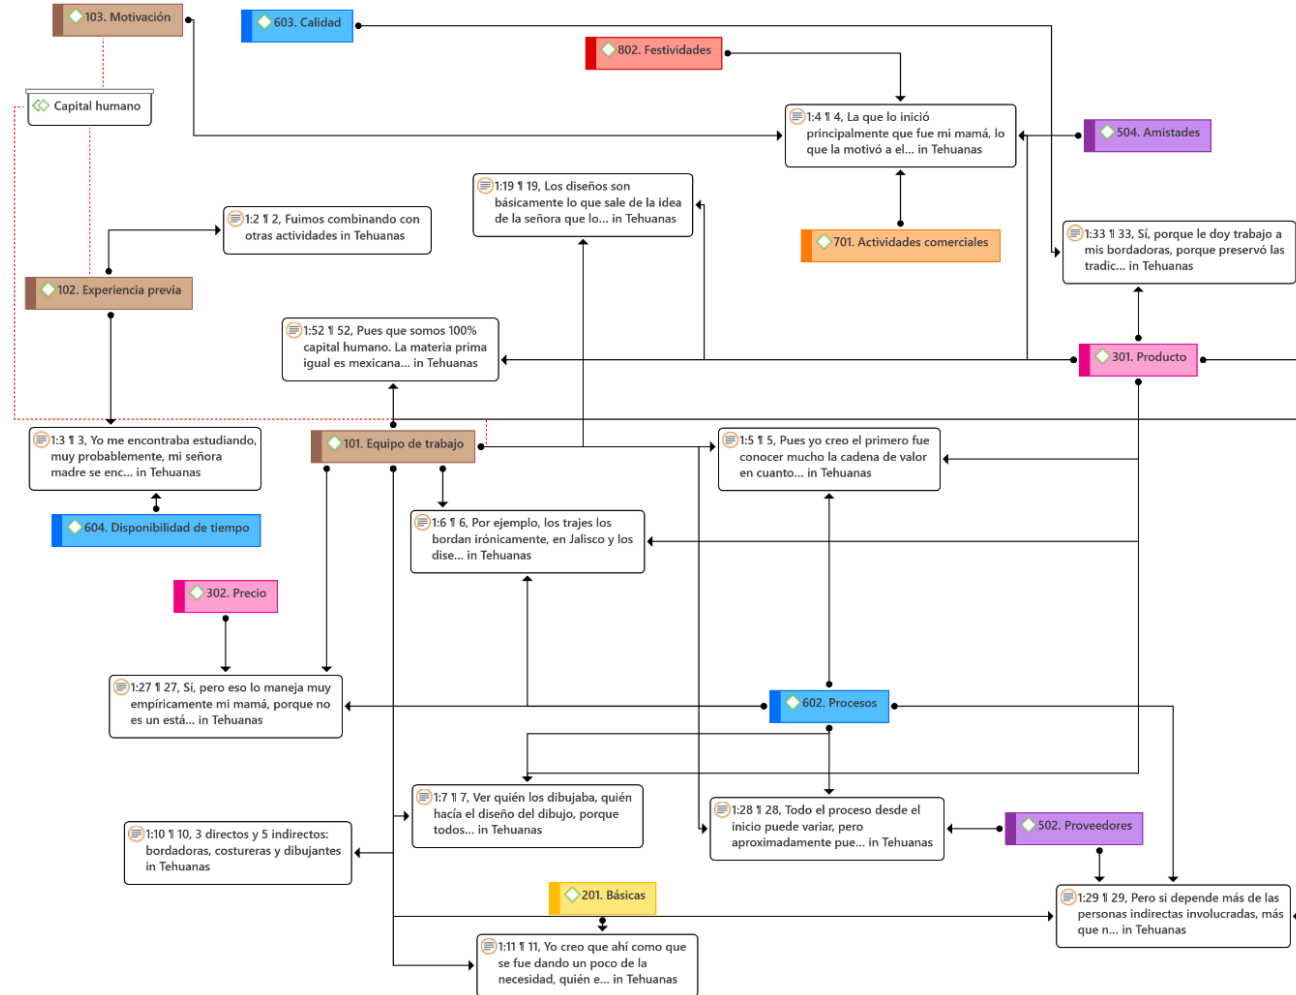 103. Motivación
603. Calidad
802. Festividades
Capital humano
1:4 ¶ 4, La que lo inició
principalmente que fue mi mamá, lo
que la motivó a el... in Tehuanas
504. Amistades
1:19 ¶ 19, Los diseños son
básicamente lo que sale de la idea
de la señora que lo... in Tehuanas
1:2 ¶ 2, Fuimos combinando con
otras actividades in Tehuanas
701. Actividades comerciales
1:33 ¶ 33, Sí, porque le doy trabajo a
mis bordadoras, porque preservó las
tradic... in Tehuanas
102. Experiencia previa
1:52 ¶ 52, Pues que somos 100%
capital humano. La materia prima
igual es mexicana... in Tehuanas
301. Producto
1:3 ¶ 3, Yo me encontraba estudiando,
muy probablemente, mi señora
madre se enc... in Tehuanas
101. Equipo de trabajo
1:5 ¶ 5, Pues yo creo el primero fue
conocer mucho la cadena de valor
en cuanto... in Tehuanas
604. Disponibilidad de tiempo
1:6 ¶ 6, Por ejemplo, los trajes los
bordan irónicamente, en Jalisco y los
dise... in Tehuanas
302. Precio
1:27 ¶ 27, Sí, pero eso lo maneja muy
empíricamente mi mamá, porque no
es un está... in Tehuanas
602. Procesos
1:7 ¶ 7, Ver quién los dibujaba, quién
hacía el diseño del dibujo, porque
todos... in Tehuanas
1:28 ¶ 28, Todo el proceso desde el
inicio puede variar, pero
aproximadamente pue... in Tehuanas
502. Proveedores
1:10 ¶ 10, 3 directos y 5 indirectos:
bordadoras, costureras y dibujantes
in Tehuanas
201. Básicas
1:29 ¶ 29, Pero si depende más de las
personas indirectas involucradas, más
que n... in Tehuanas
1:11 ¶ 11, Yo creo que ahí como que
se fue dando un poco de la
necesidad, quién e... in Tehuanas